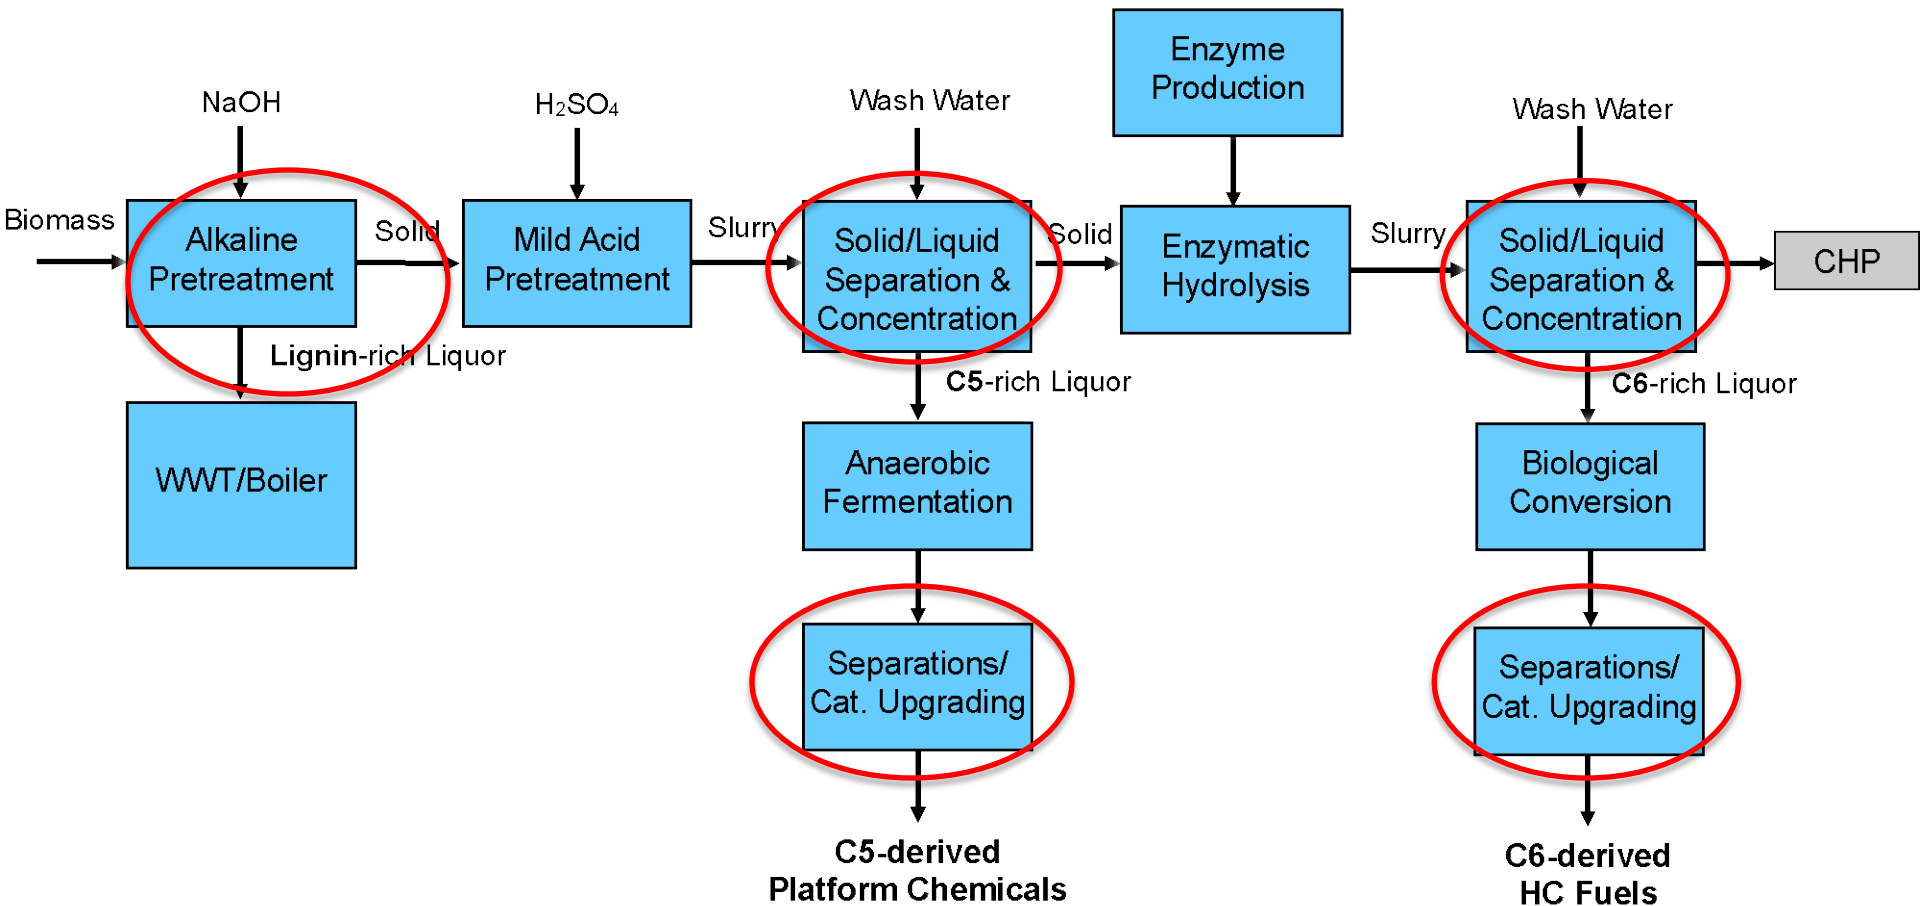 Enzyme
Production
NaOH
H₂SO₄
Wash Water
Wash Water
Biomass
Alkaline
Pretreatment
Solid
Mild Acid
Pretreatment
Slurry
Solid/Liquid
Separation &
Concentration
Solid
Enzymatic
Hydrolysis
Slurry
Solid/Liquid
Separation &
Concentration
CHP
Lignin-rich Liquor
C5-rich Liquor
C6-rich Liquor
WWT/Boiler
Anaerobic
Fermentation
Biological
Conversion
Separations/
Cat. Upgrading
Separations/
Cat. Upgrading
C5-derived
Platform Chemicals
C6-derived
HC Fuels